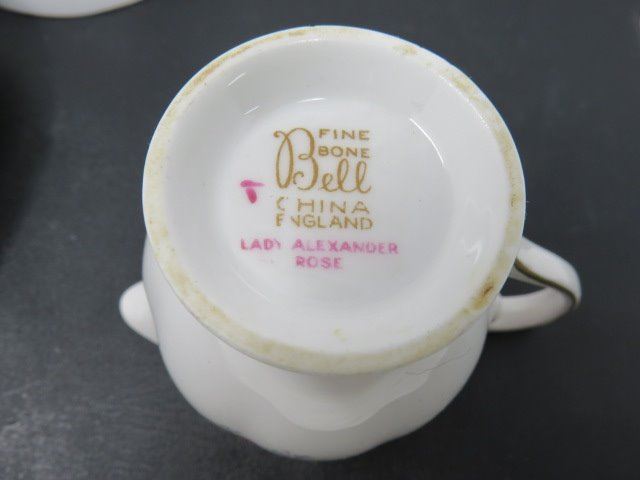 FINE
BONE
Bell
CHINA
ENGLAND
LADY ALEXANDER
ROSE